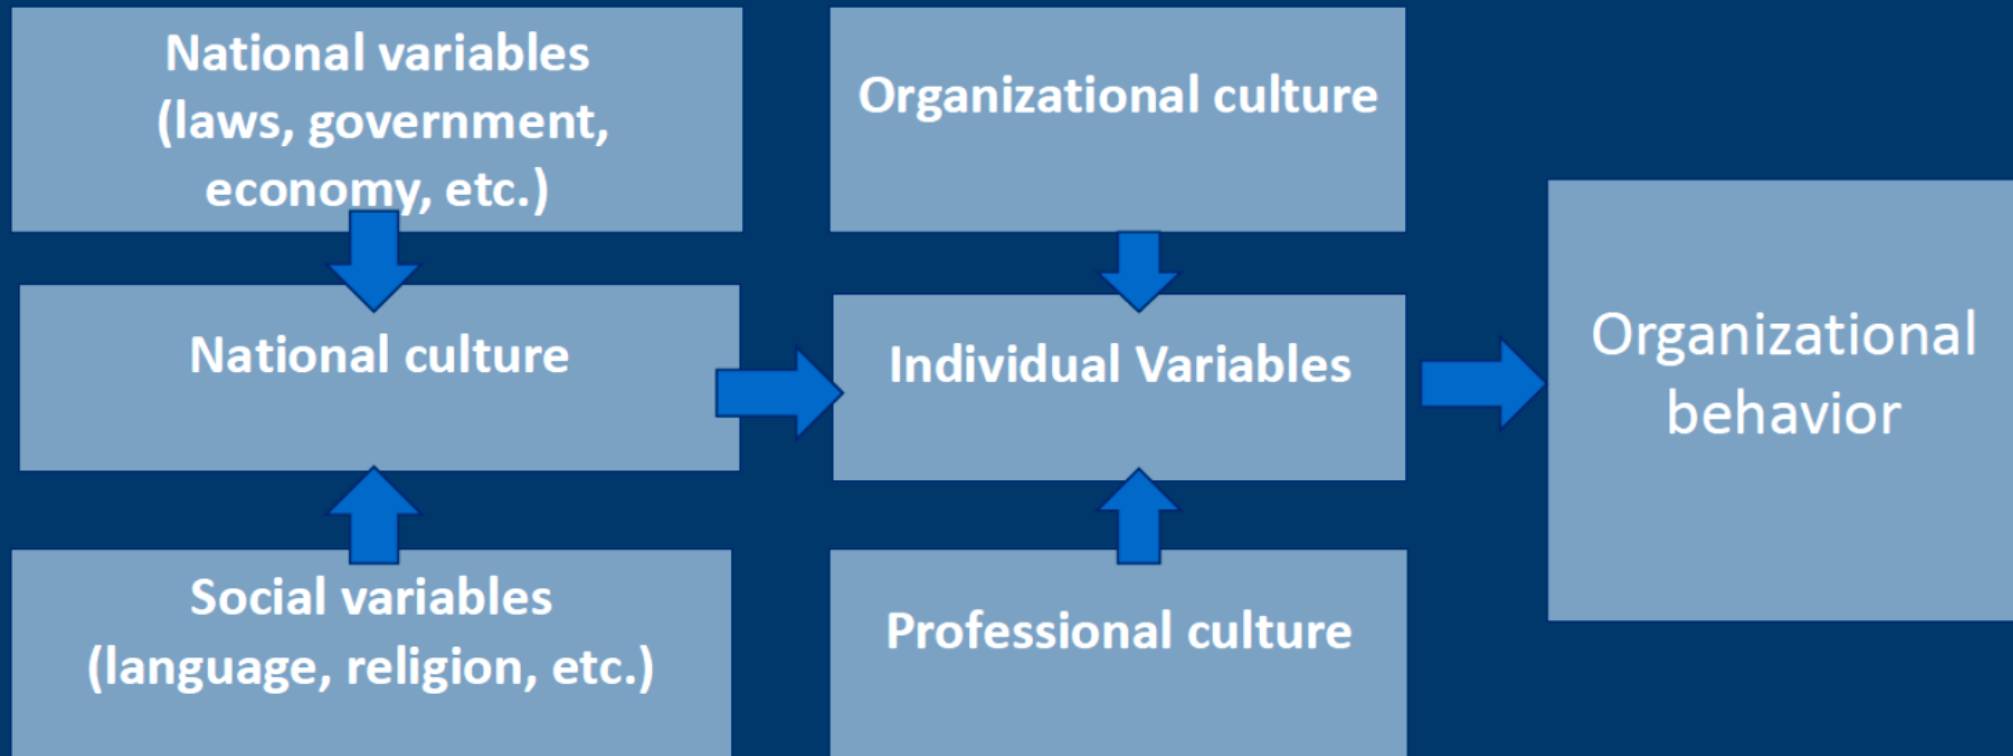 National variables
(laws, government,
economy, etc.)
Organizational culture
National culture
Individual Variables
Organizational
behavior
Social variables
(language, religion, etc.)
Professional culture